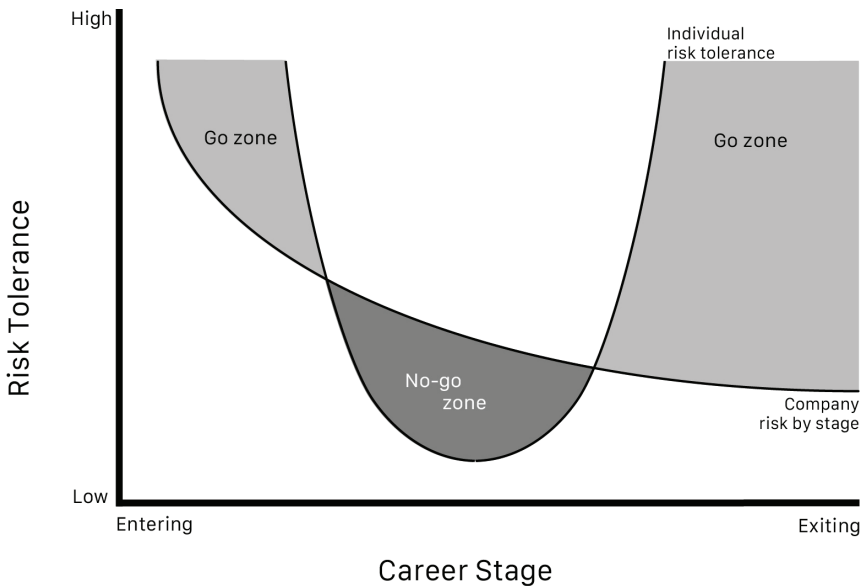 High
Individual
risk tolerance
Go zone
Go zone
Risk Tolerance
No-go
zone
Company
risk by stage
Low
Entering
Exiting
Career Stage